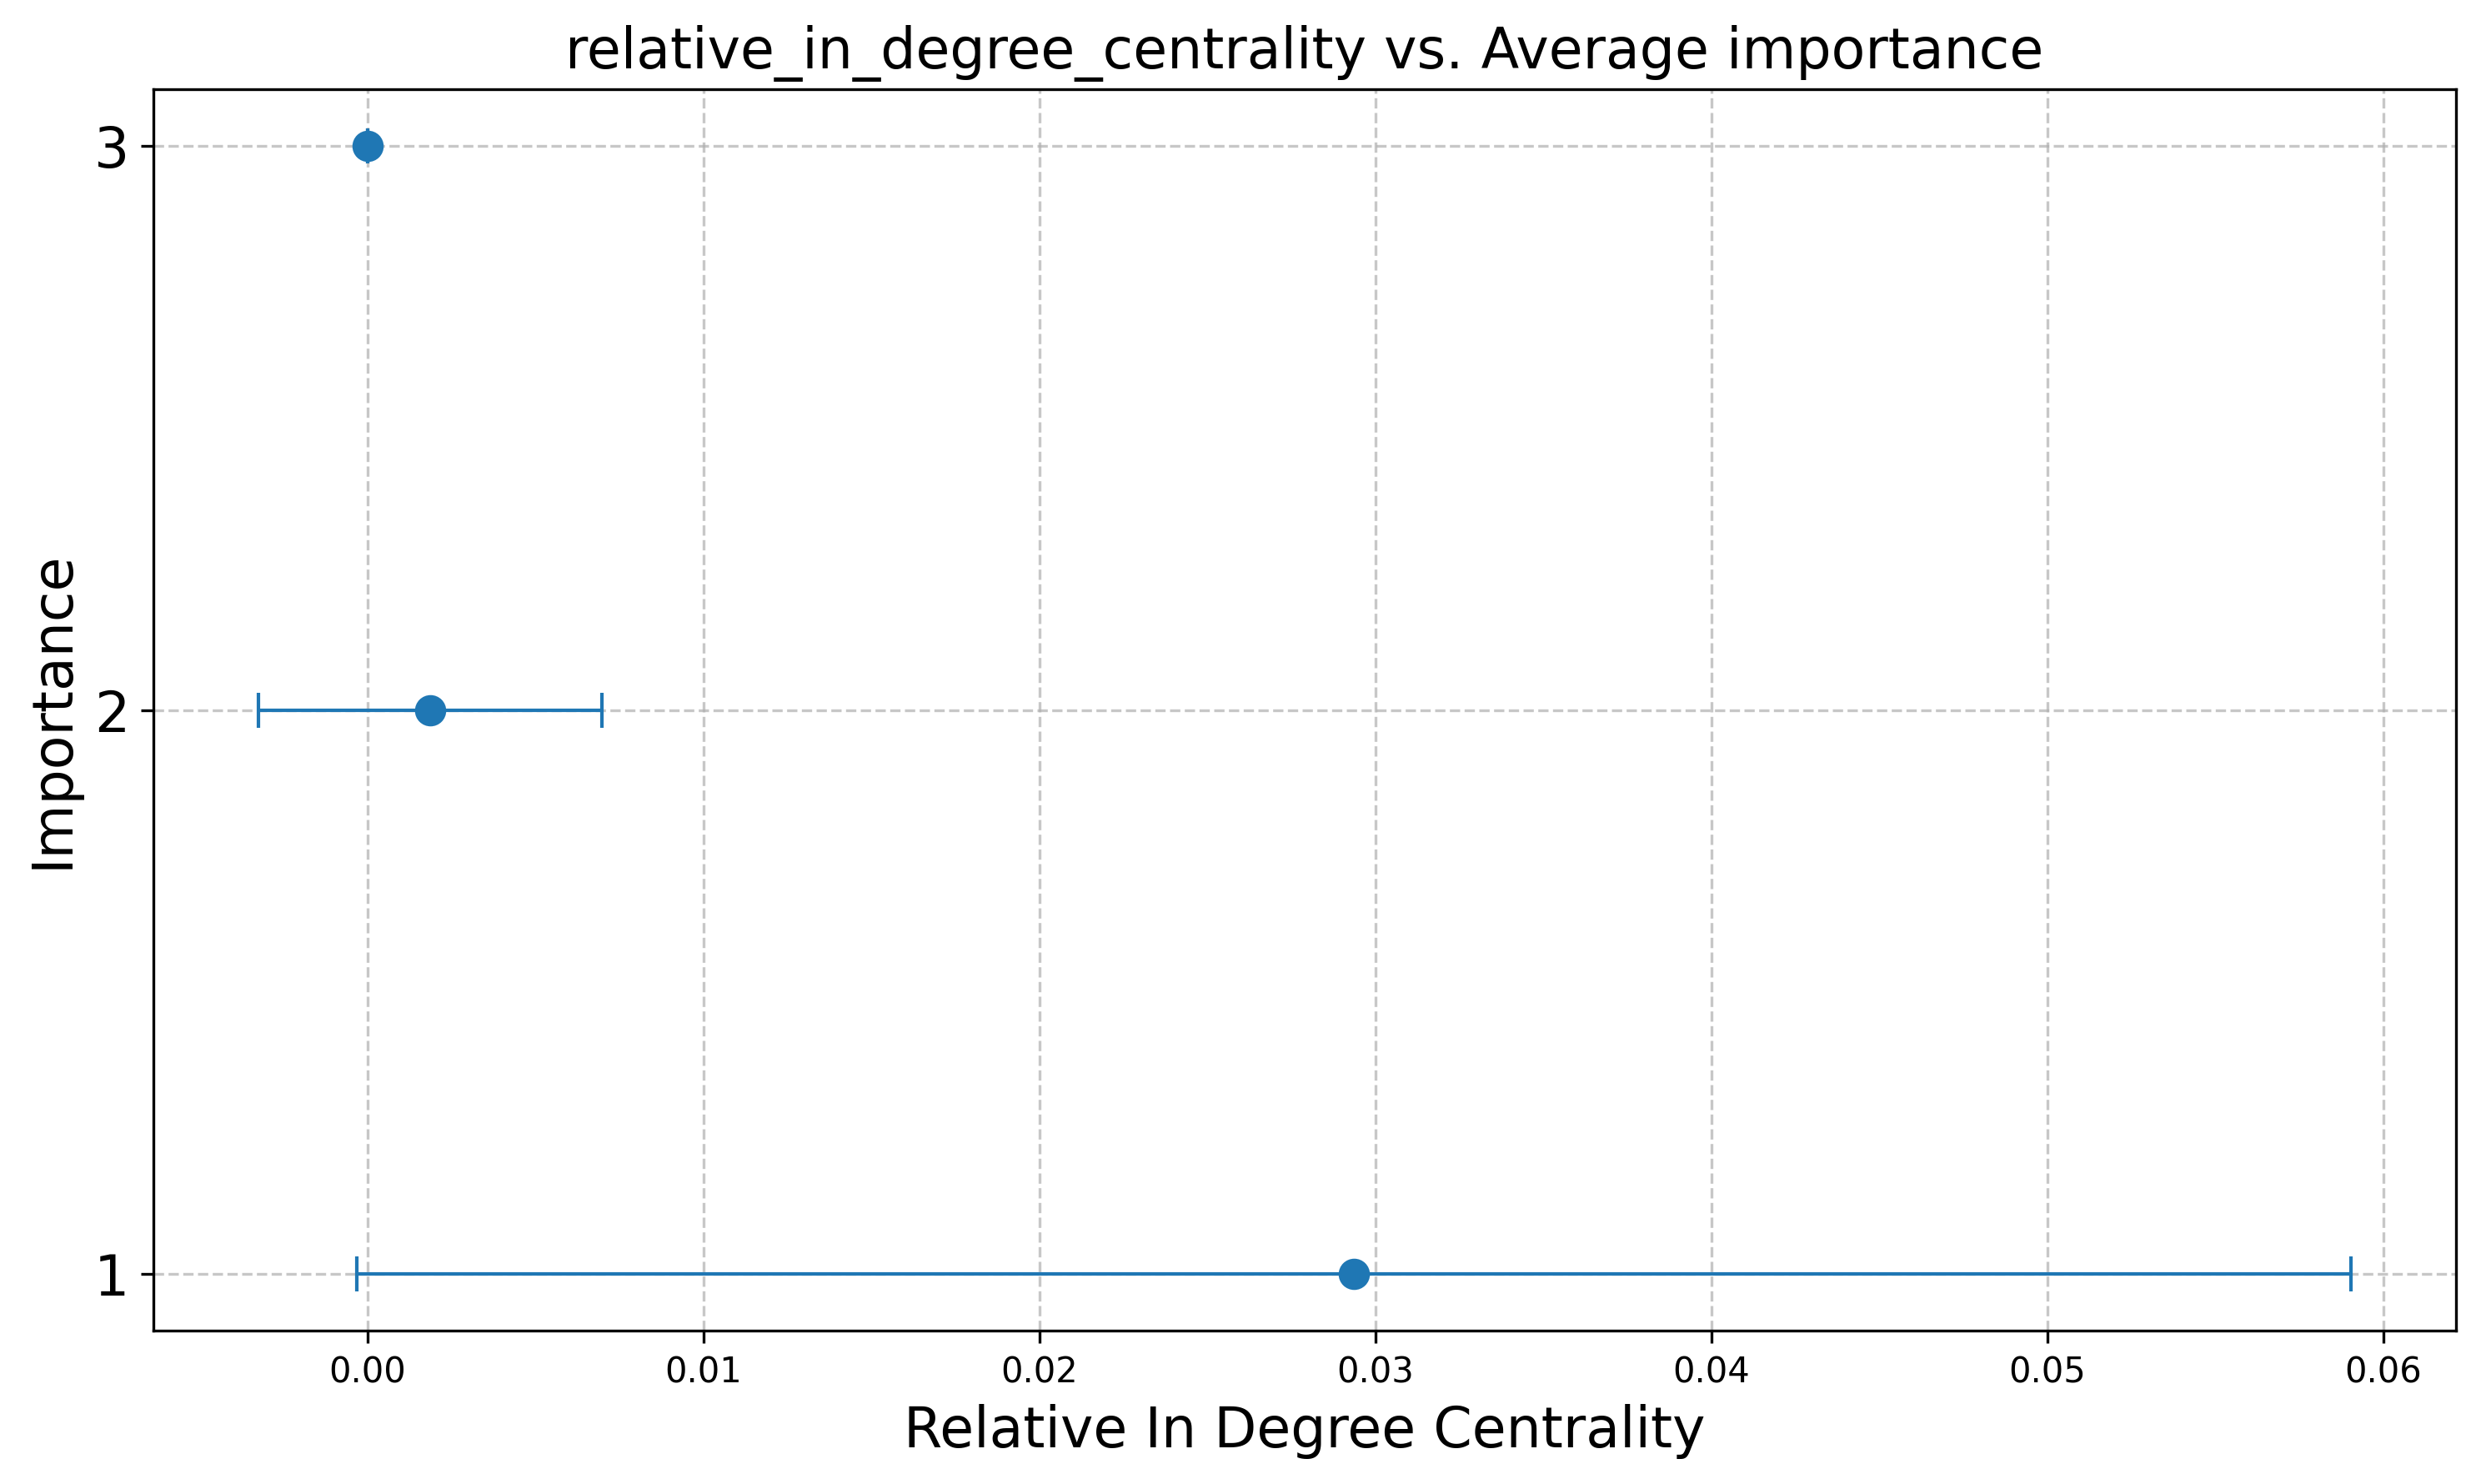 relative_in_degree_centrality vs. Average importance
3
2
1
Importance
0.00 0.01 0.02 0.03 0.04 0.05 0.06
Relative In Degree Centrality